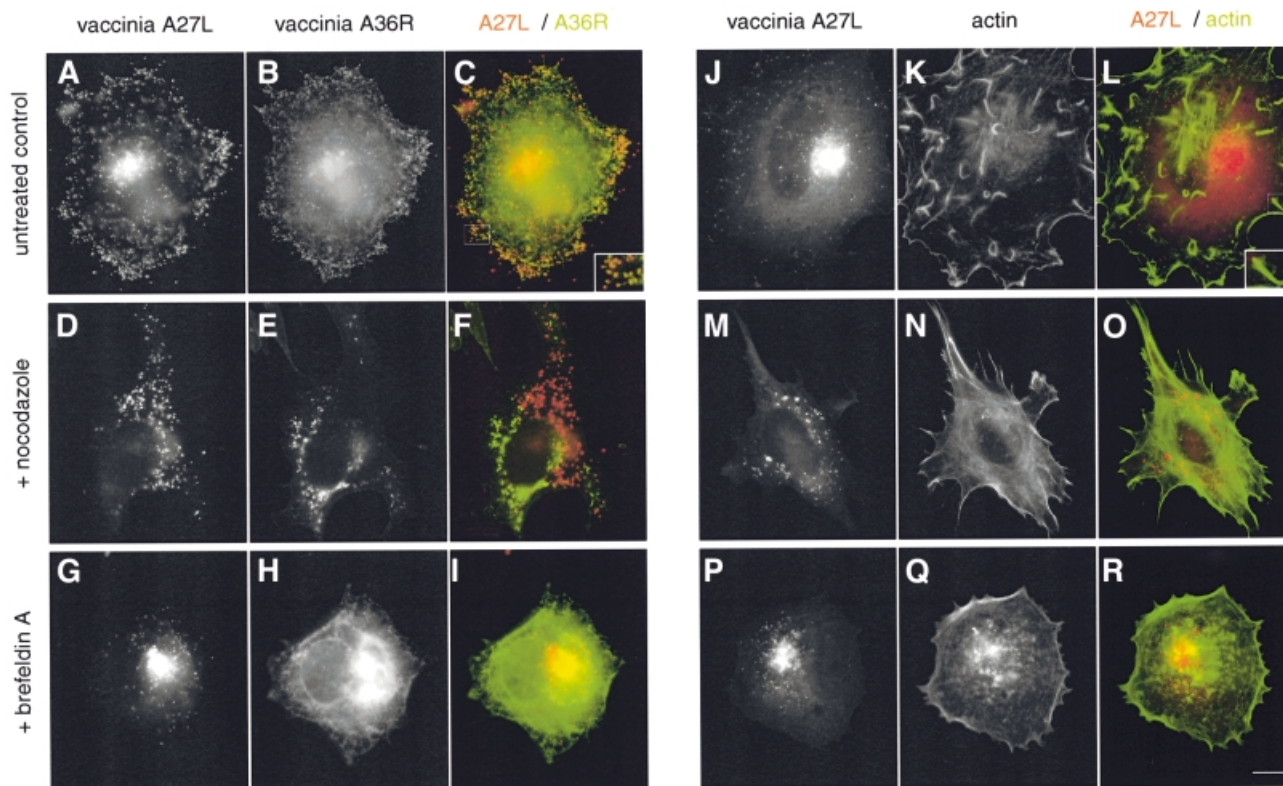 vaccinia A27L vaccinia A36R A27L / A36R vaccinia A27L actin A27L / actin
untreated control
A B C J K L
+ nocodazole
D E F M N O
+ brefeldin A
G H I P Q R